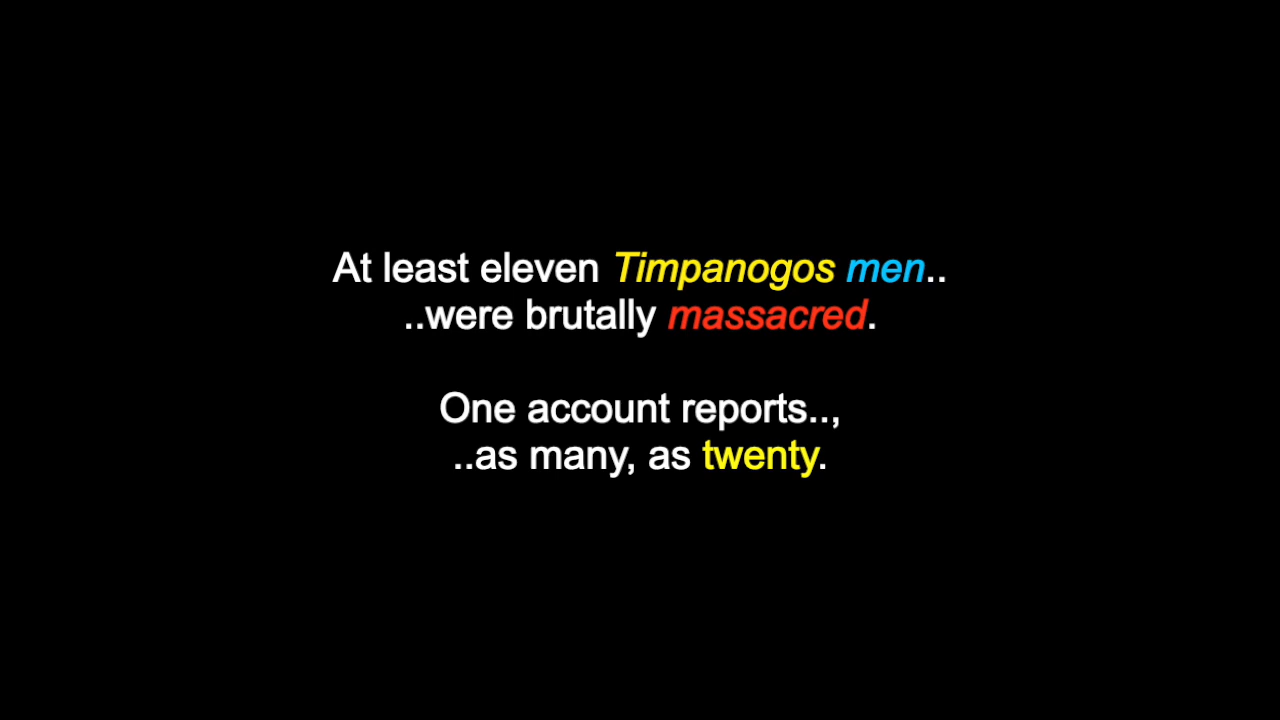 At least eleven Timpanogos men..
..were brutally massacred.
One account reports..,
..as many, as twenty.